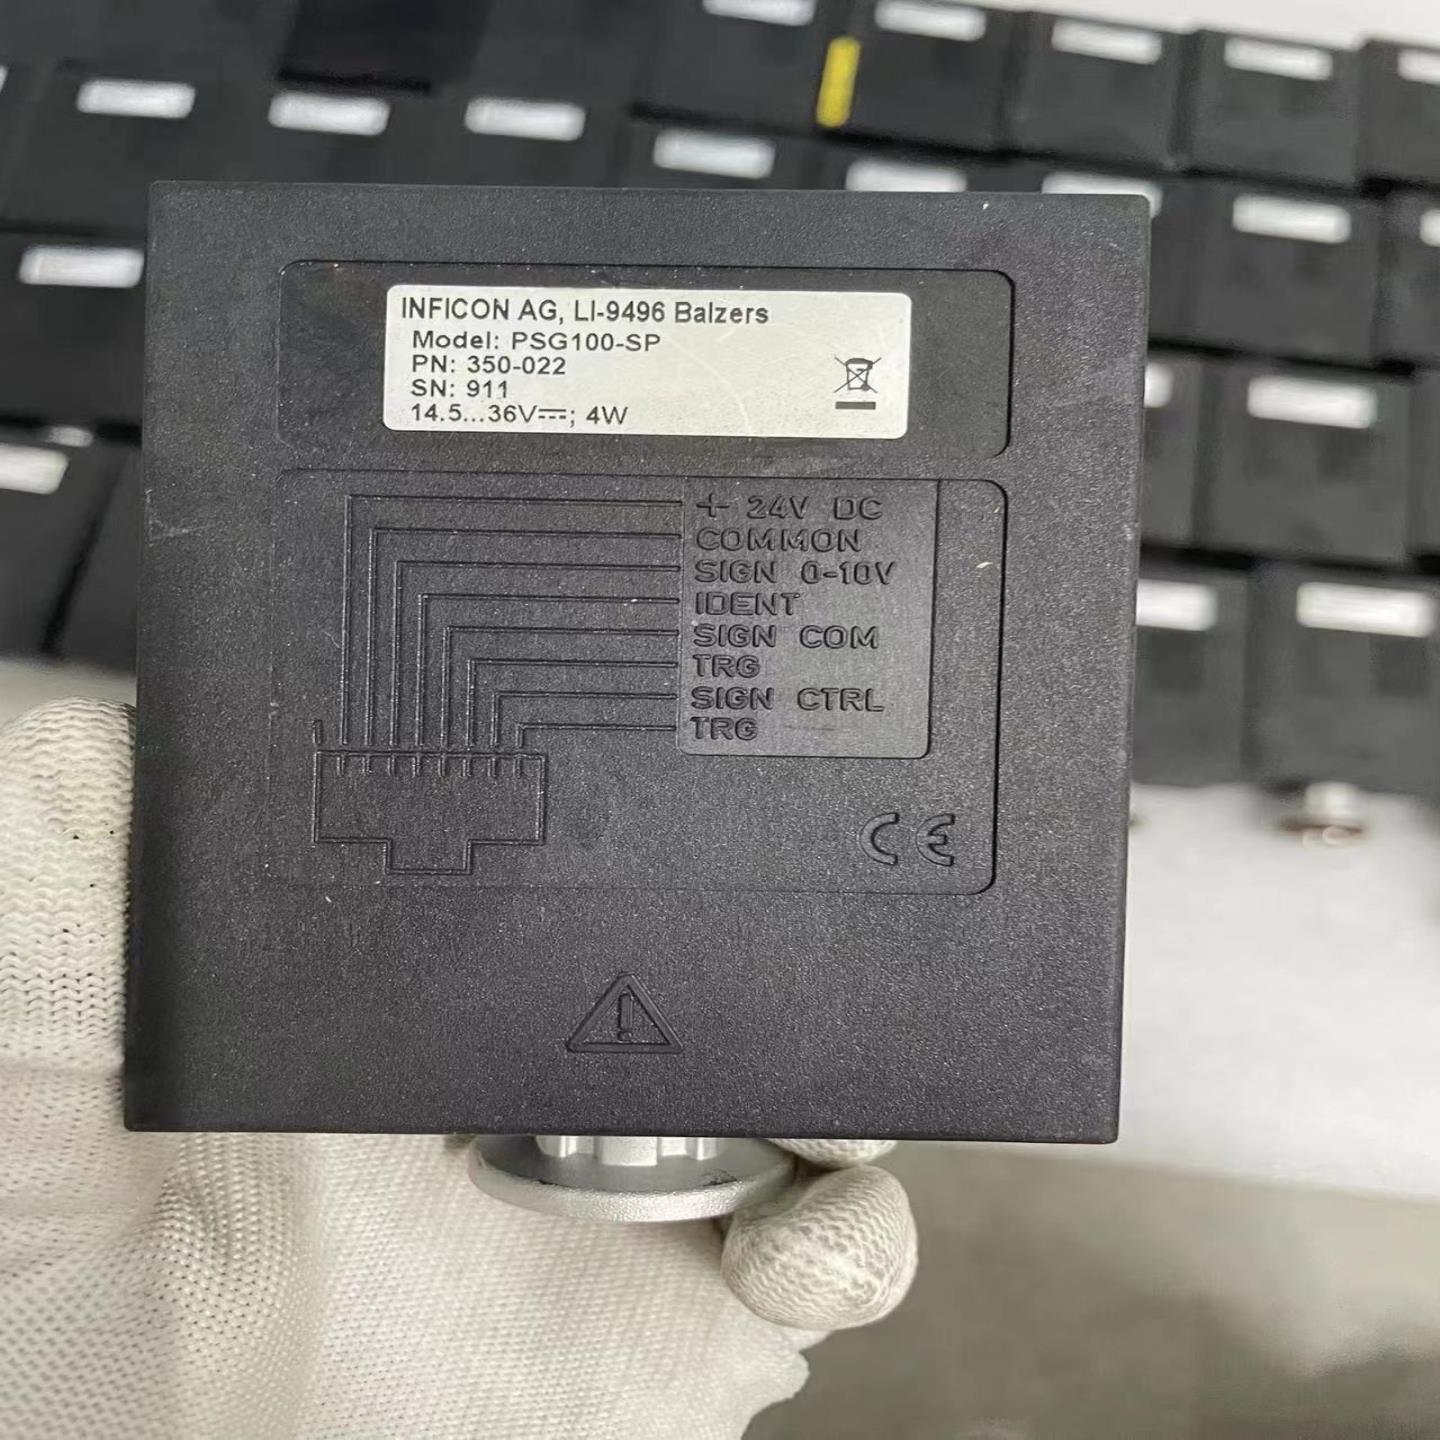 INFICON AG, LI-9496 Balzers
Model: PSG100-SP
PN: 350-022
SN: 911
14.5...36V⎓; 4W
+ 24V DC
COMMON
SIGN 0-10V
IDENT
SIGN COM
TRG
SIGN CTRL
TRG
1
CE